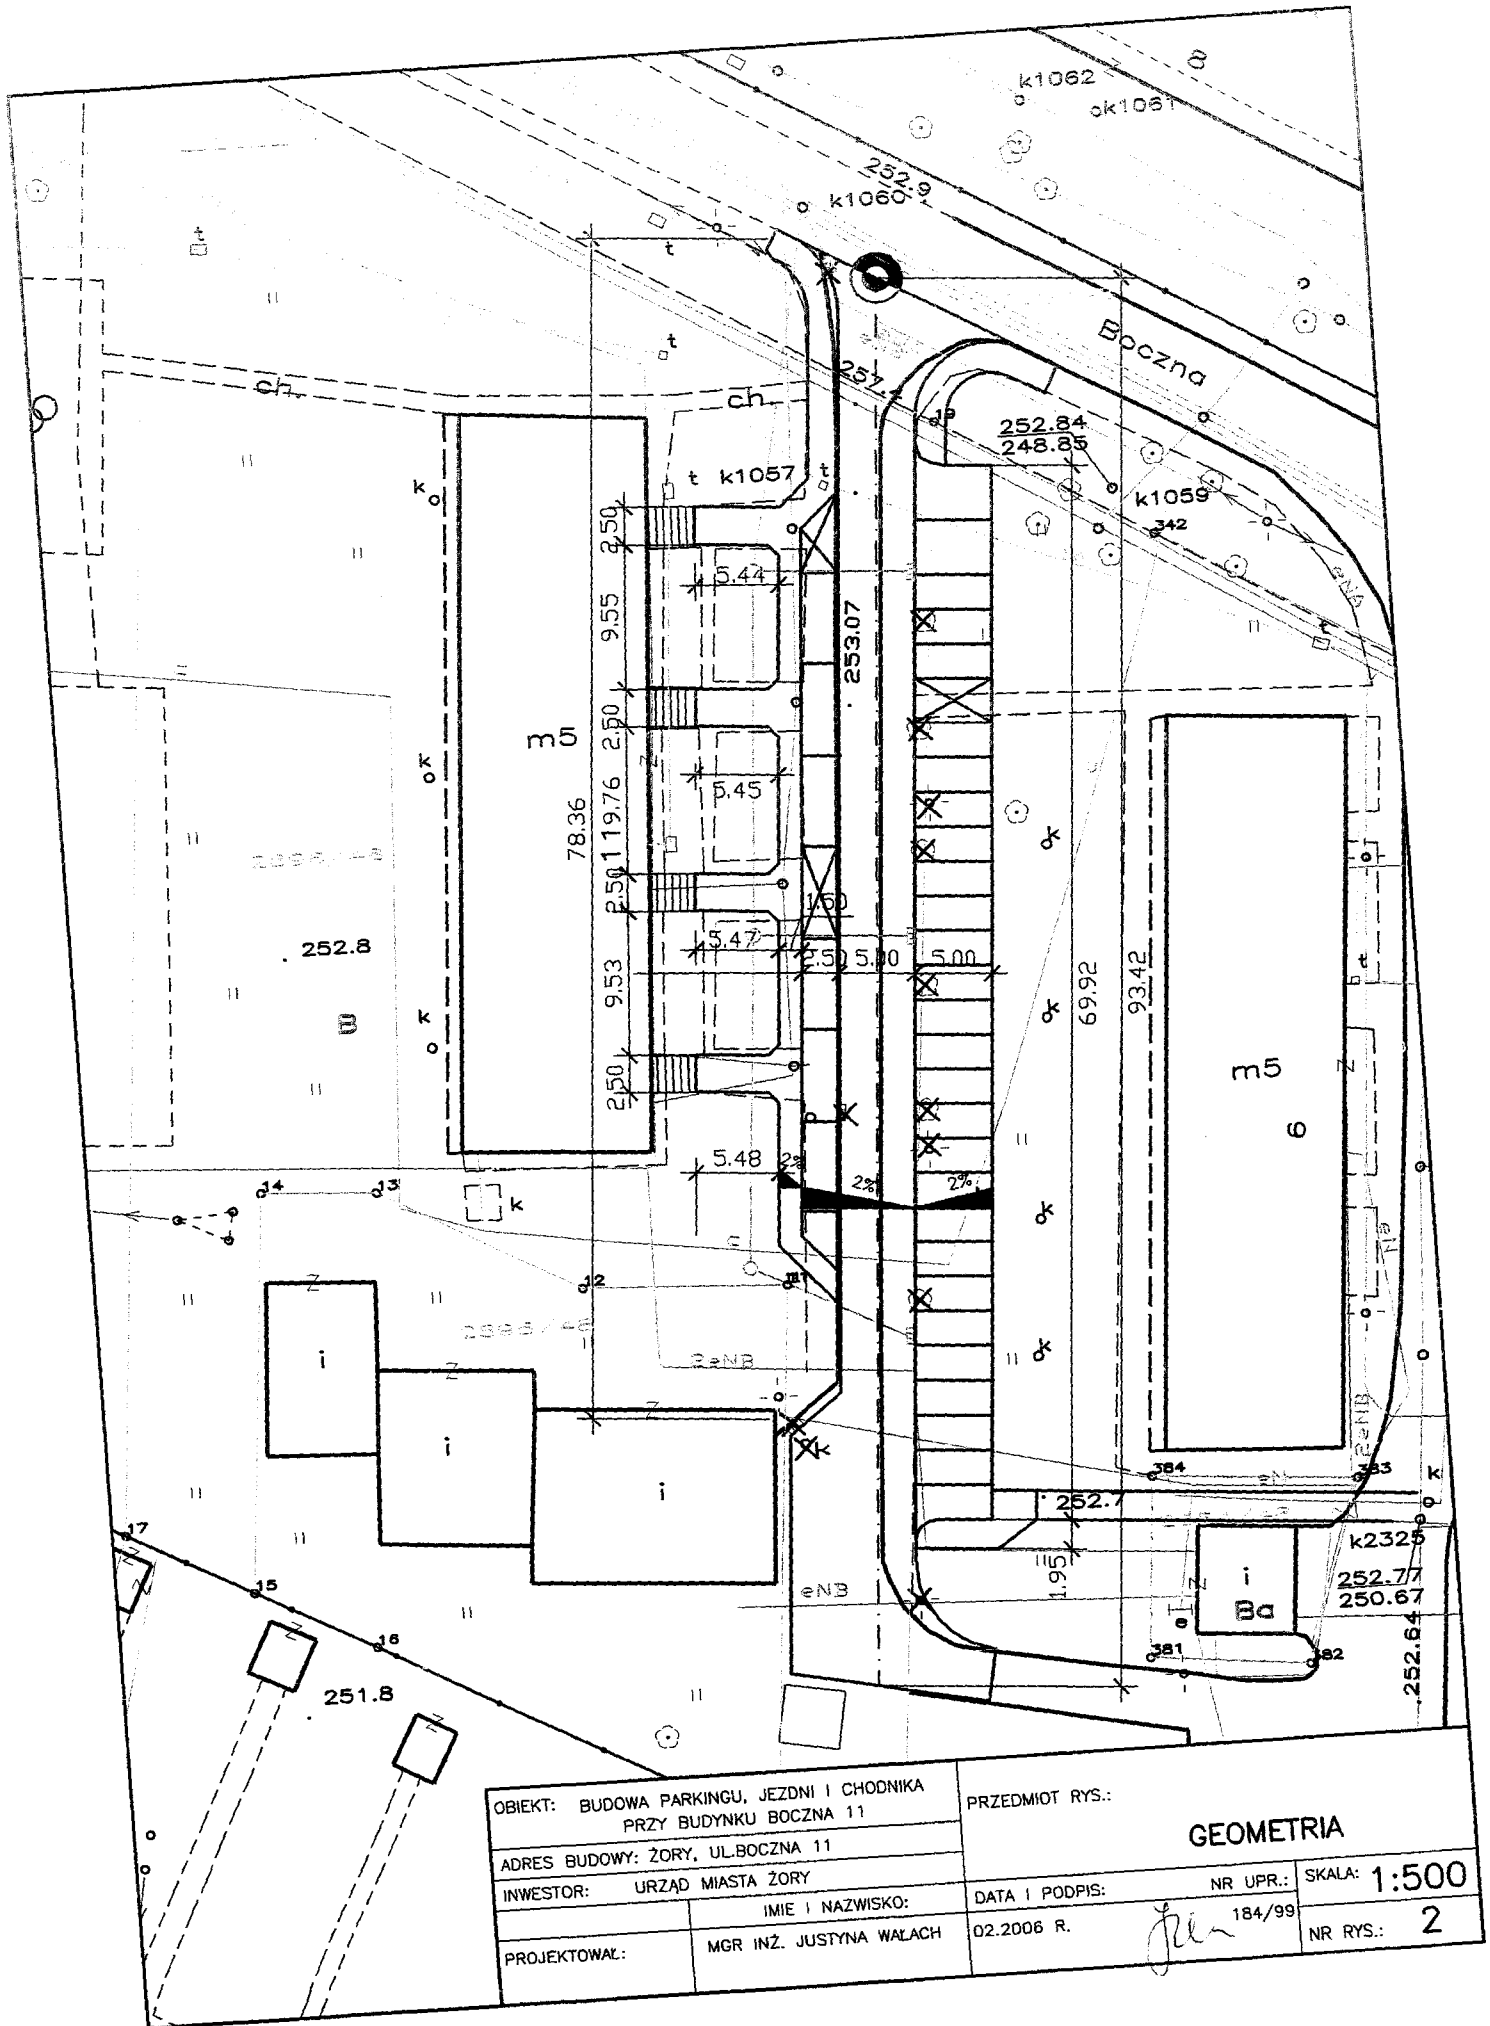 k1062
ok1061
252.9
k1060
t
t
t
Boczna
257.
ch.
ch.
19
252.84
248.85
t
k1057
t
k
k1059
342
2.50
5.44
eNB
9.55
253.07
t
m5
2.50
k
5.45
19.76
78.36
k
2.50
1.50
252.8
5.47
2.50
5.00
5.00
69.92
93.42
t
9.53
B
k
k
m5
2.50
6
5.48
2%
2%
2%
14
13
k
k
12
2eNB
i
k
i
k
384
383
k
i
252.7
k2325
17
15
1.95
eNB
i
252.77
250.67
Ba
e
16
381
382
252.64
251.8
OBIEKT: BUDOWA PARKINGU, JEZDNI I CHODNIKA
PRZY BUDYNKU BOCZNA 11
PRZEDMIOT RYS.:
GEOMETRIA
ADRES BUDOWY: ŻORY, UL.BOCZNA 11
INWESTOR: URZĄD MIASTA ŻORY
IMIE I NAZWISKO:
DATA I PODPIS:
NR UPR.:
SKALA: 1:500
PROJEKTOWAŁ:
MGR INŻ. JUSTYNA WAŁACH
02.2006 R.
184/99
NR RYS.: 2